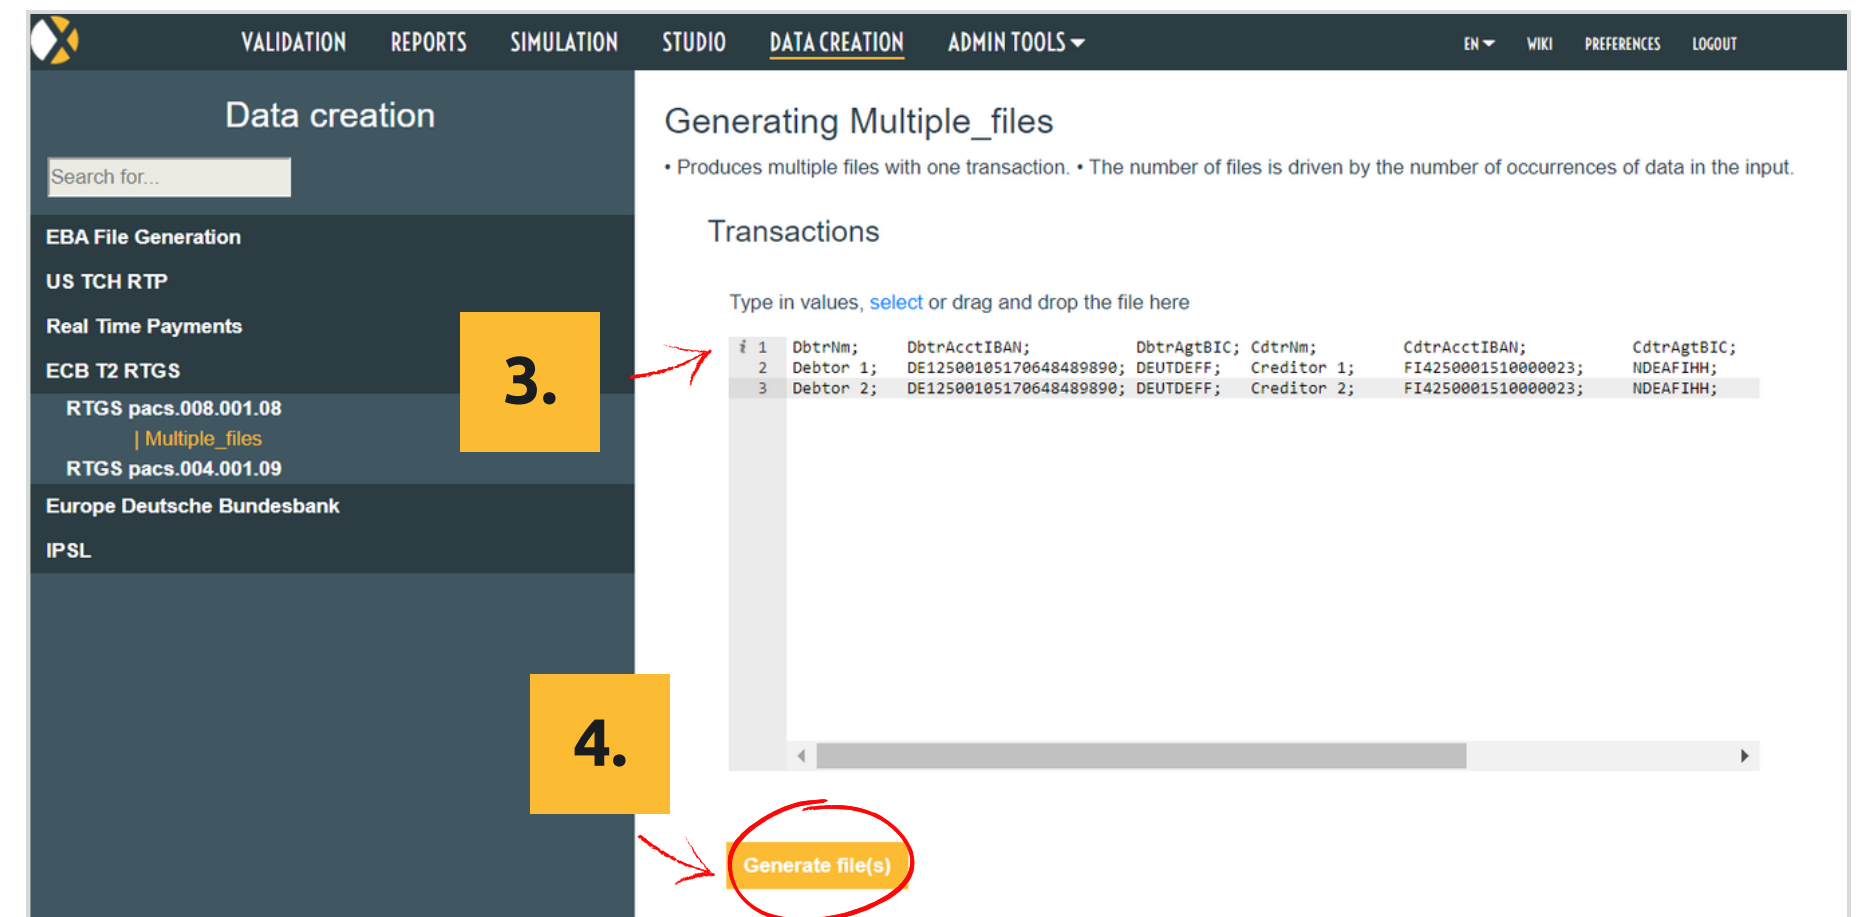 VALIDATION REPORTS SIMULATION STUDIO DATA CREATION ADMIN TOOLS EN WIKI PREFERENCES LOGOUT
Data creation
Search for...
EBA File Generation
US TCH RTP
Real Time Payments
ECB T2 RTGS
RTGS pacs.008.001.08
| Multiple_files
RTGS pacs.004.001.09
Europe Deutsche Bundesbank
IPSL
Generating Multiple_files
• Produces multiple files with one transaction. • The number of files is driven by the number of occurrences of data in the input.
Transactions
Type in values, select or drag and drop the file here
3.
i 1 DbtrNm; DbtrAcctIBAN; DbtrAgtBIC; CdtrNm; CdtrAcctIBAN; CdtrAgtBIC;
2 Debtor 1; DE12500105170648489890; DEUTDEFF; Creditor 1; FI4250001510000023; NDEAFIHH;
3 Debtor 2; DE12500105170648489890; DEUTDEFF; Creditor 2; FI4250001510000023; NDEAFIHH;
4.
Generate file(s)